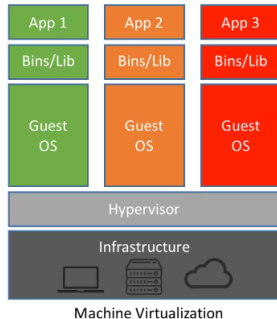 App 1
App 2
App 3
Bins/Lib
Bins/Lib
Bins/Lib
Guest
OS
Guest
OS
Guest
OS
Hypervisor
Infrastructure
Machine Virtualization